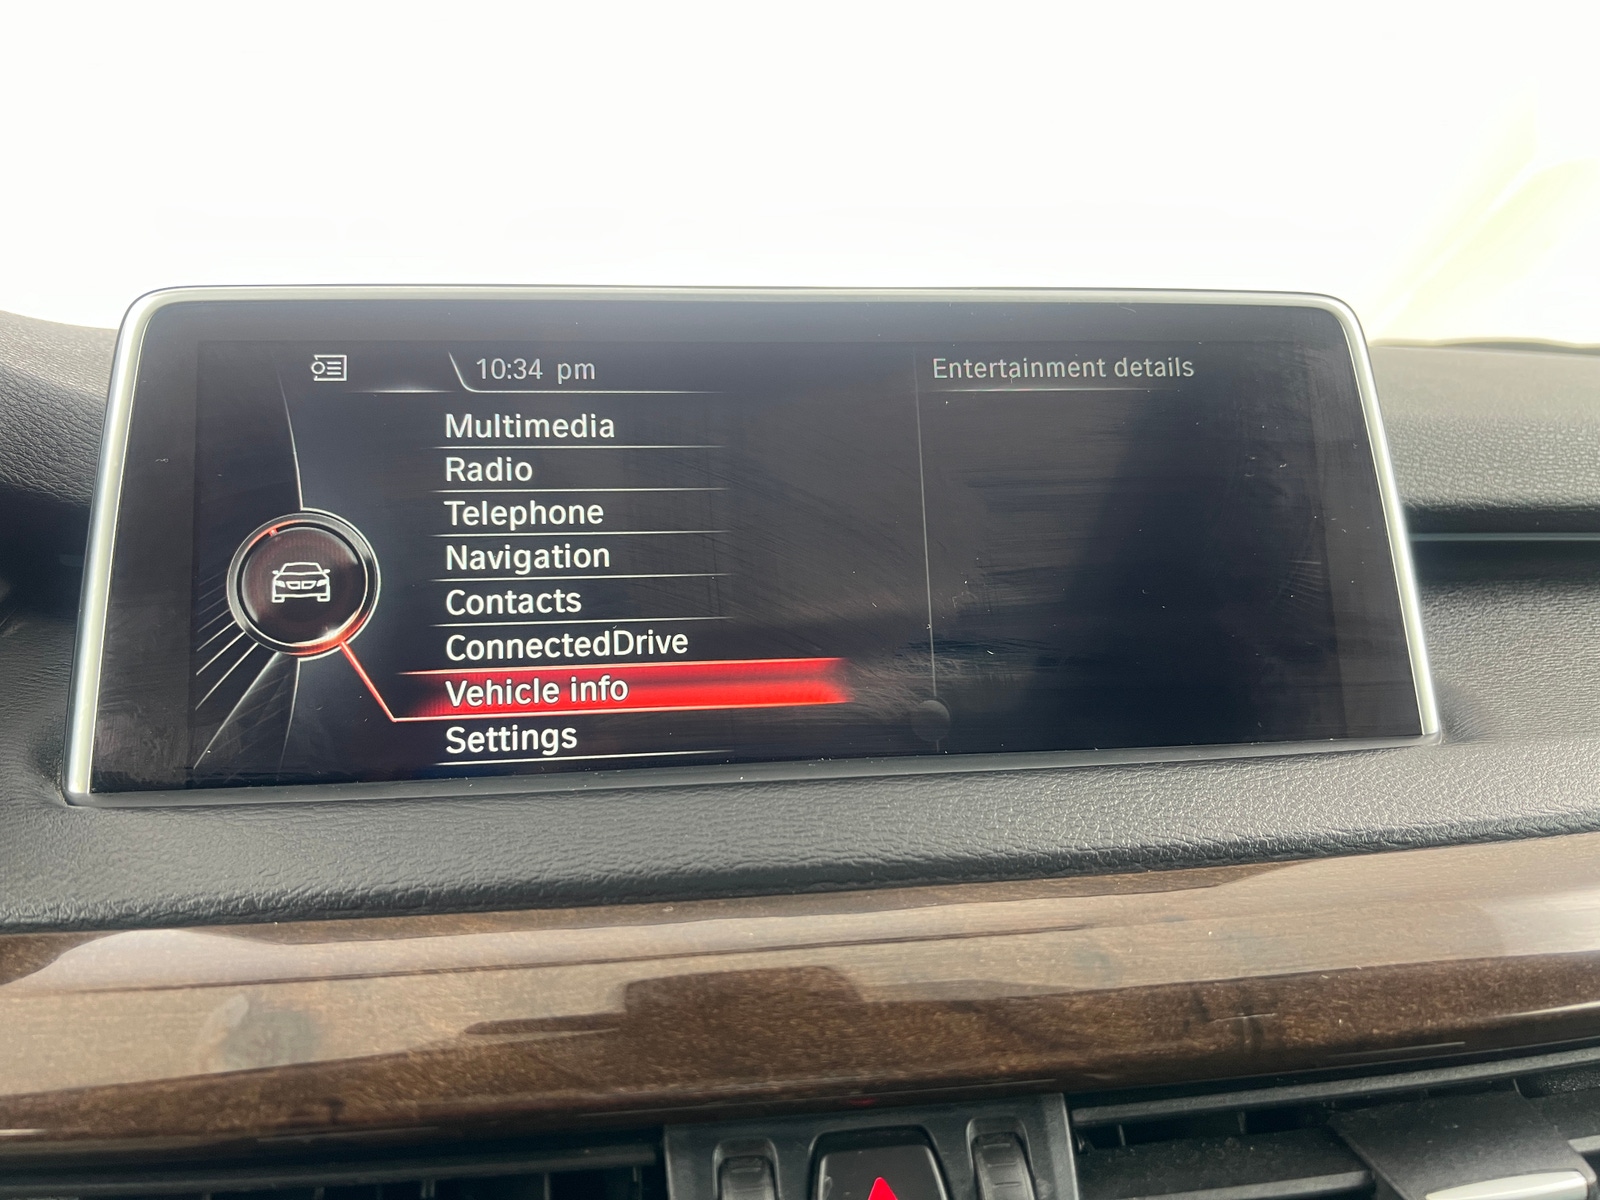 10:34 pm
Entertainment details
Multimedia
Radio
Telephone
Navigation
Contacts
ConnectedDrive
Vehicle info
Settings